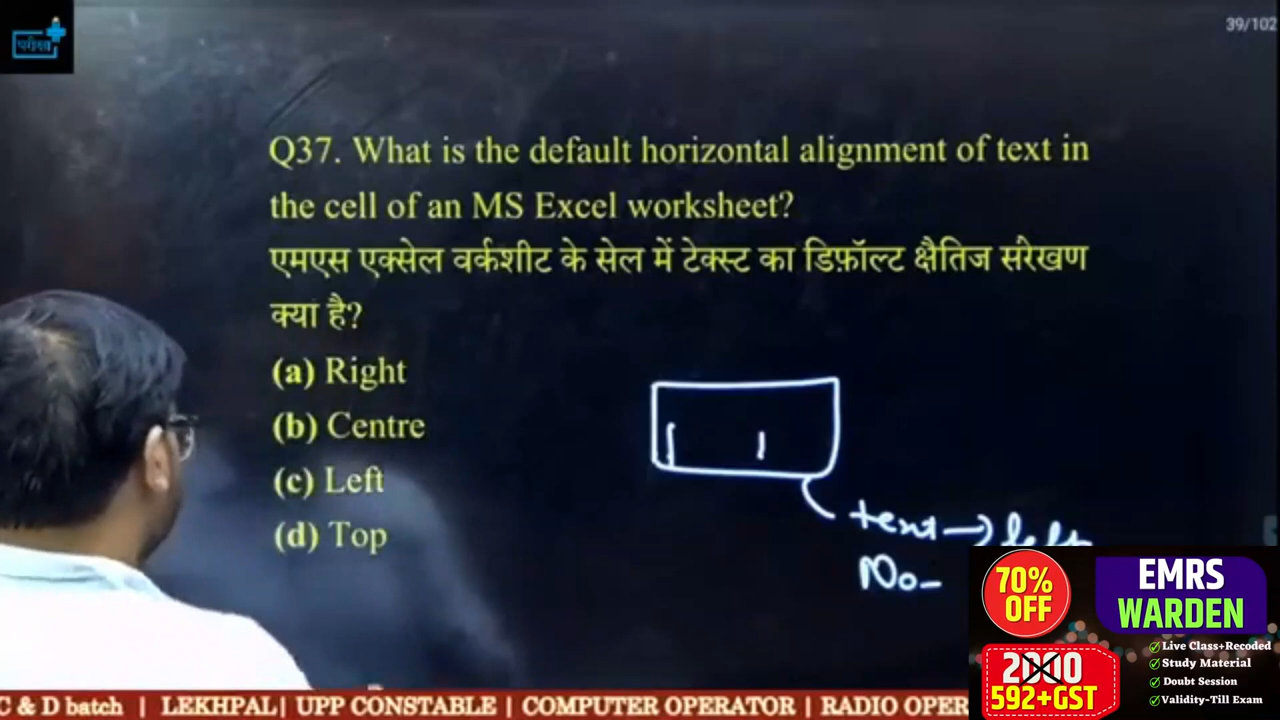 परीक्षा
39/102
Q37. What is the default horizontal alignment of text in
the cell of an MS Excel worksheet?
एमएस एक्सेल वर्कशीट के सेल में टेक्स्ट का डिफ़ॉल्ट क्षैतिज संरेखण
क्या है?
(a) Right
(b) Centre
(c) Left
(d) Top
text → left
No-
70%
OFF
2000
592+GST
EMRS
WARDEN
Live Class+Recoded
Study Material
Doubt Session
Validity-Till Exam
C & D batch | LEKHPAL | UPP CONSTABLE | COMPUTER OPERATOR | RADIO OPER